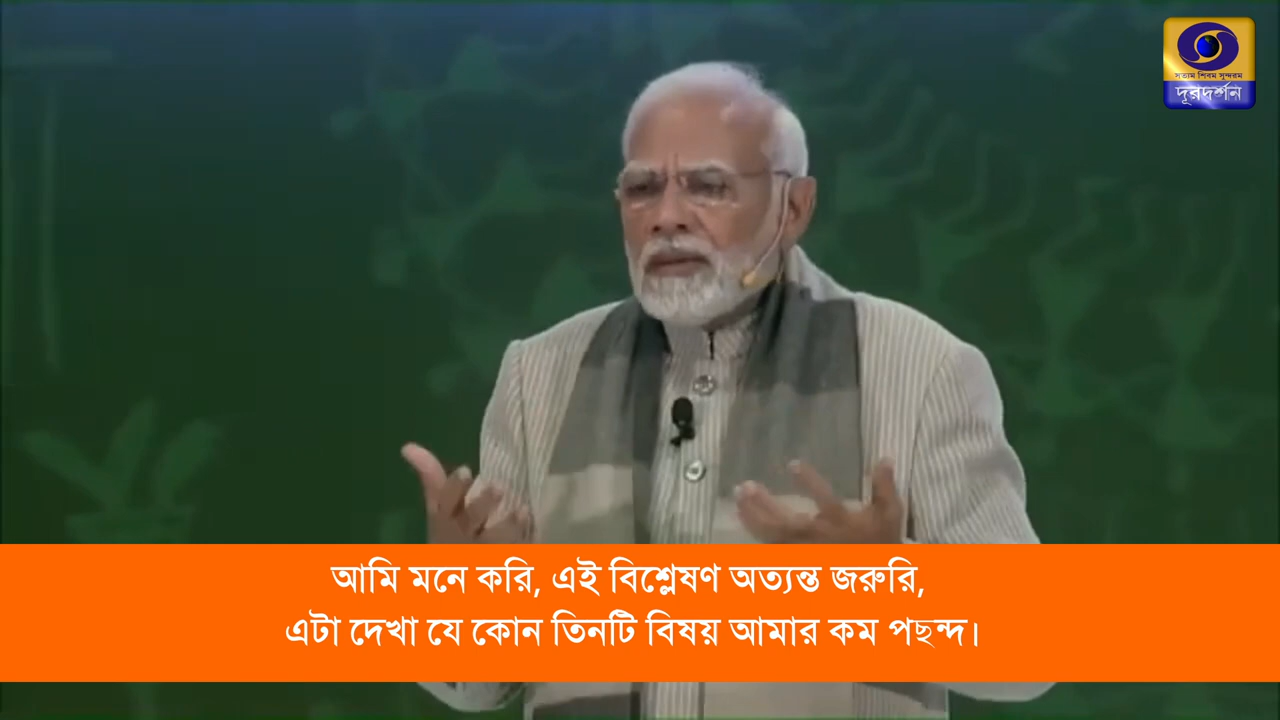 সত্যম শিবম সুন্দরম
দূরদর্শন
আমি মনে করি, এই বিশ্লেষণ অত্যন্ত জরুরি,
এটা দেখা যে কোন তিনটি বিষয় আমার কম পছন্দ।